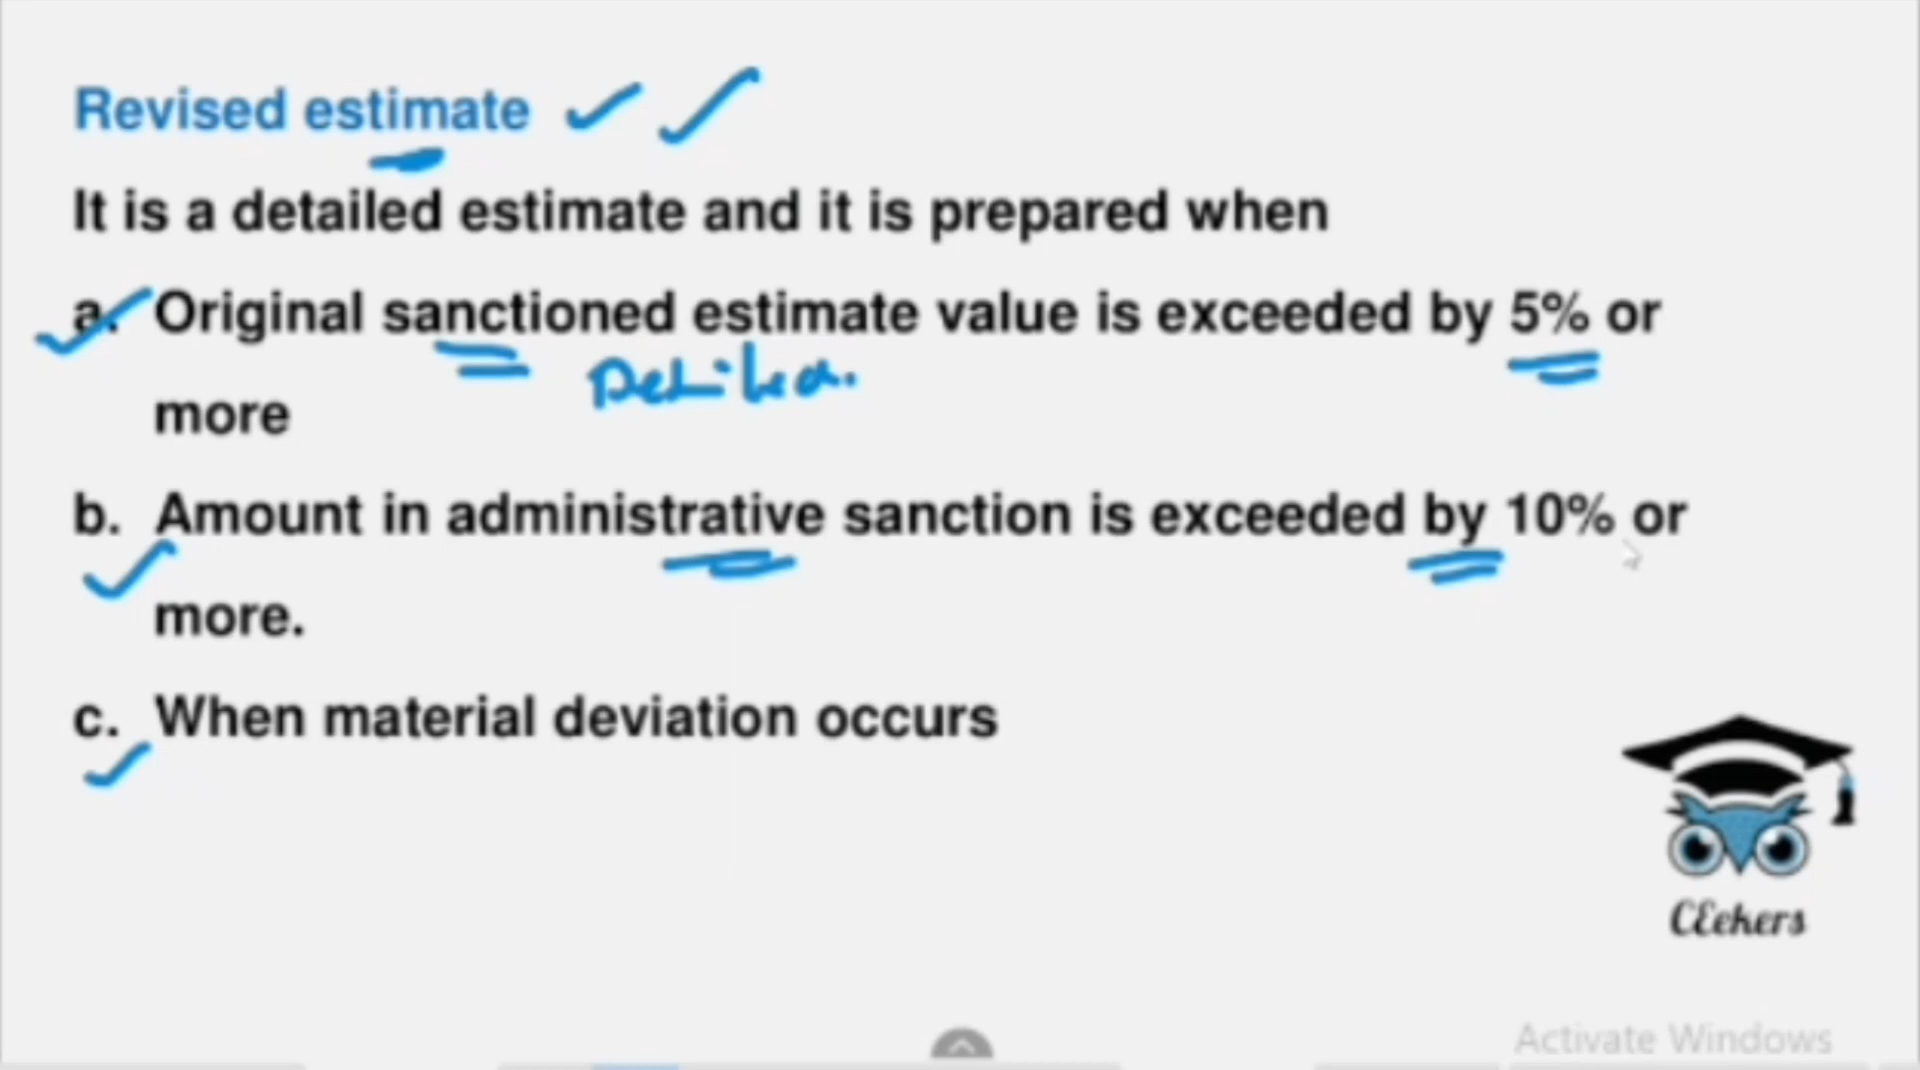 Revised estimate
It is a detailed estimate and it is prepared when
a. Original sanctioned estimate value is exceeded by 5% or
more
b. Amount in administrative sanction is exceeded by 10% or
more.
c. When material deviation occurs
CEekers
Activate Windows